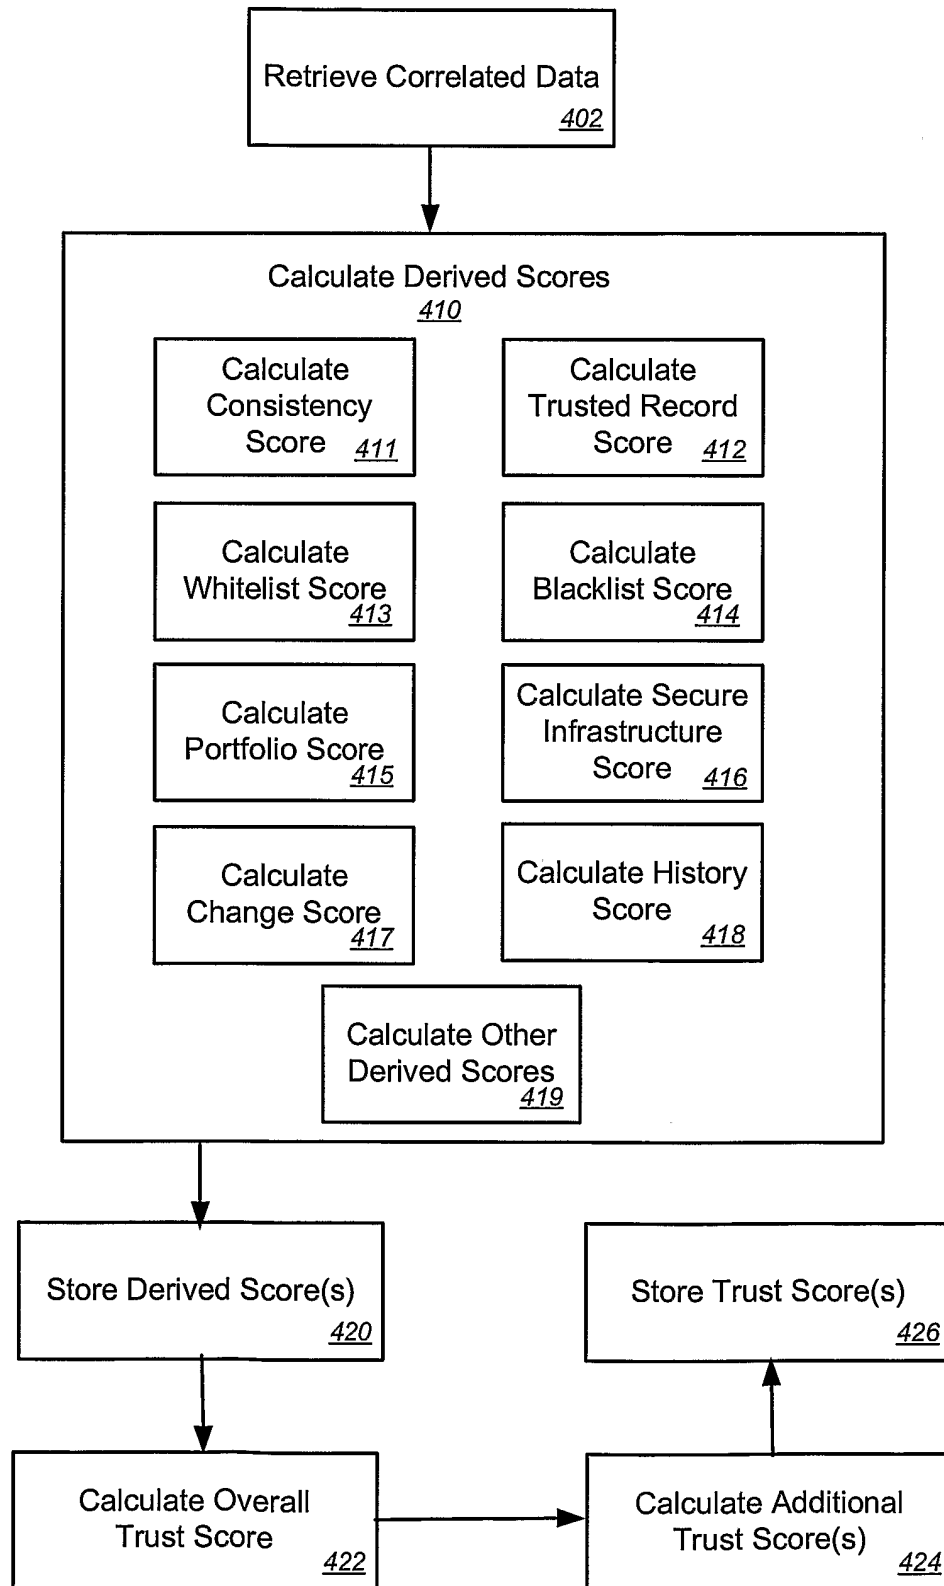 Retrieve Correlated Data
402
Calculate Derived Scores
410
Calculate
Consistency
Score
411
Calculate
Trusted Record
Score
412
Calculate
Whitelist Score
413
Calculate
Blacklist Score
414
Calculate
Portfolio Score
415
Calculate Secure
Infrastructure
Score
416
Calculate
Change Score
417
Calculate History
Score
418
Calculate Other
Derived Scores
419
Store Derived Score(s)
420
Store Trust Score(s)
426
Calculate Overall
Trust Score
422
Calculate Additional
Trust Score(s)
424